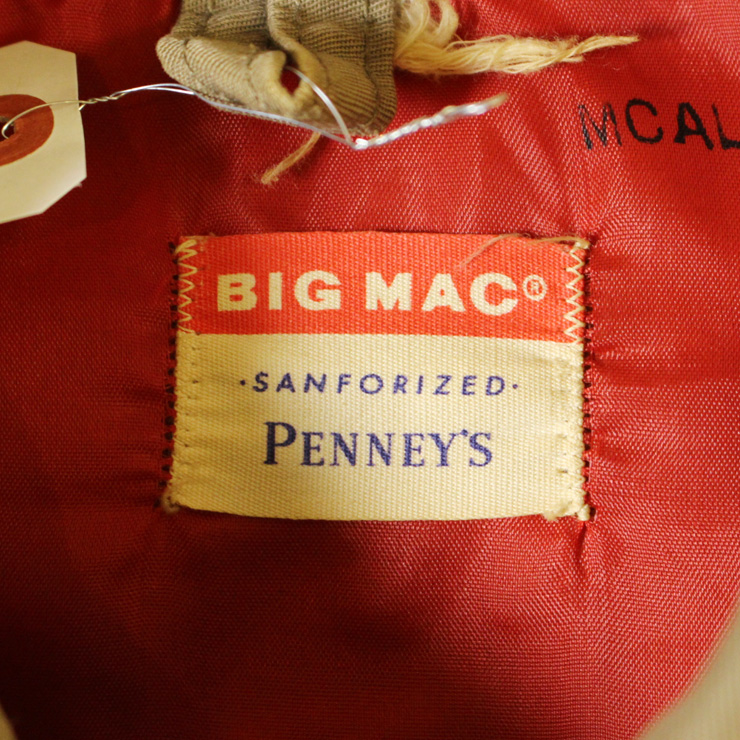 MCAL
BIG MAC®
·SANFORIZED·
PENNEY'S